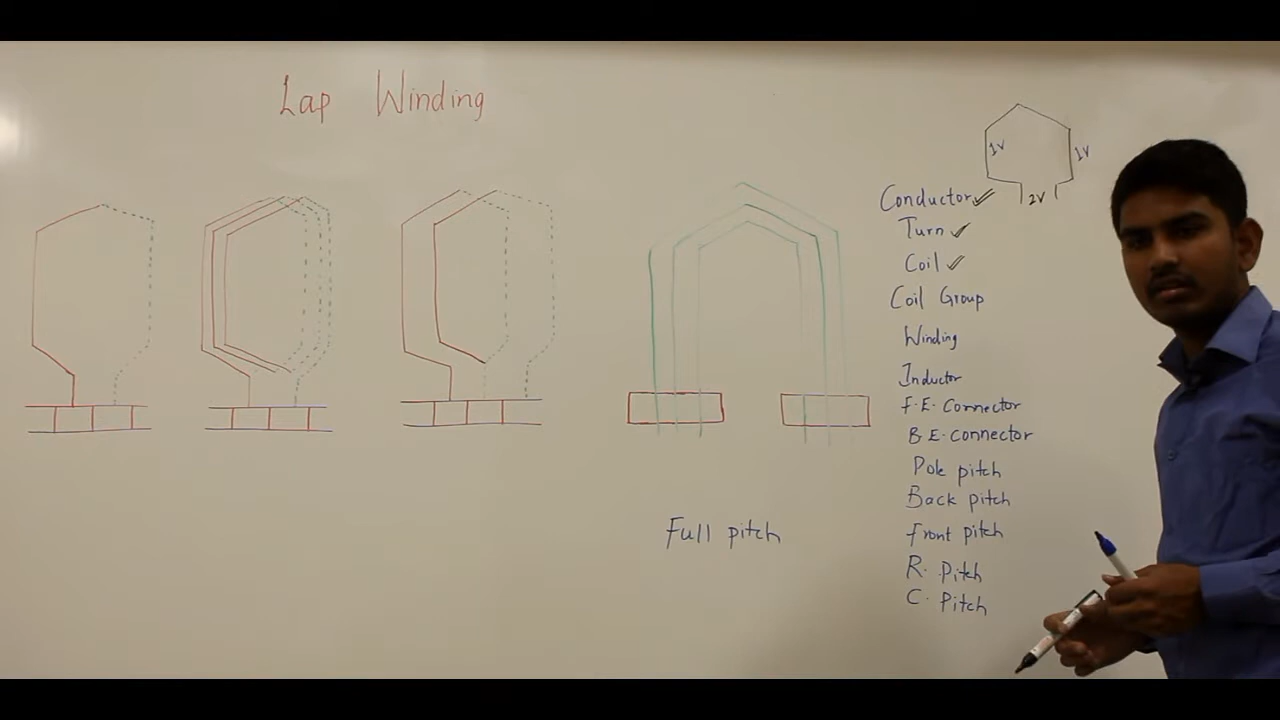 Lap Winding
1V
1V
2V
Conductor ✓
Turn ✓
Coil ✓
Coil Group
Winding
Inductor
F.E. Connector
B.E. Connector
Pole pitch
Back pitch
front pitch
R. Pitch
C. Pitch
Full pitch